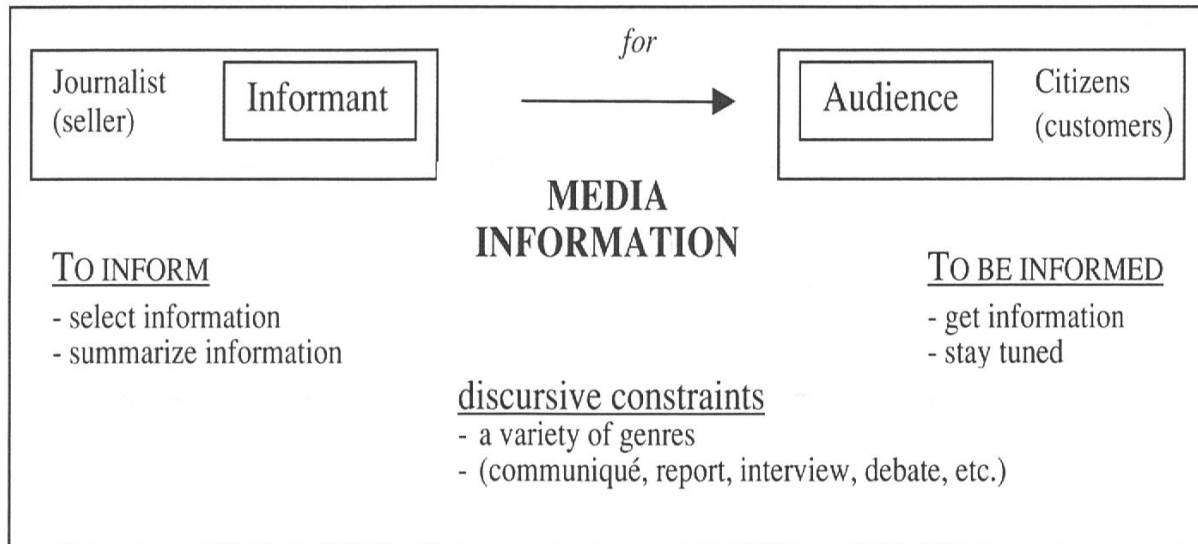 for
Journalist
(seller)
Informant
Audience
Citizens
(customers)
MEDIA
INFORMATION
TO INFORM
- select information
- summarize information
TO BE INFORMED
- get information
- stay tuned
discursive constraints
- a variety of genres
- (communiqué, report, interview, debate, etc.)